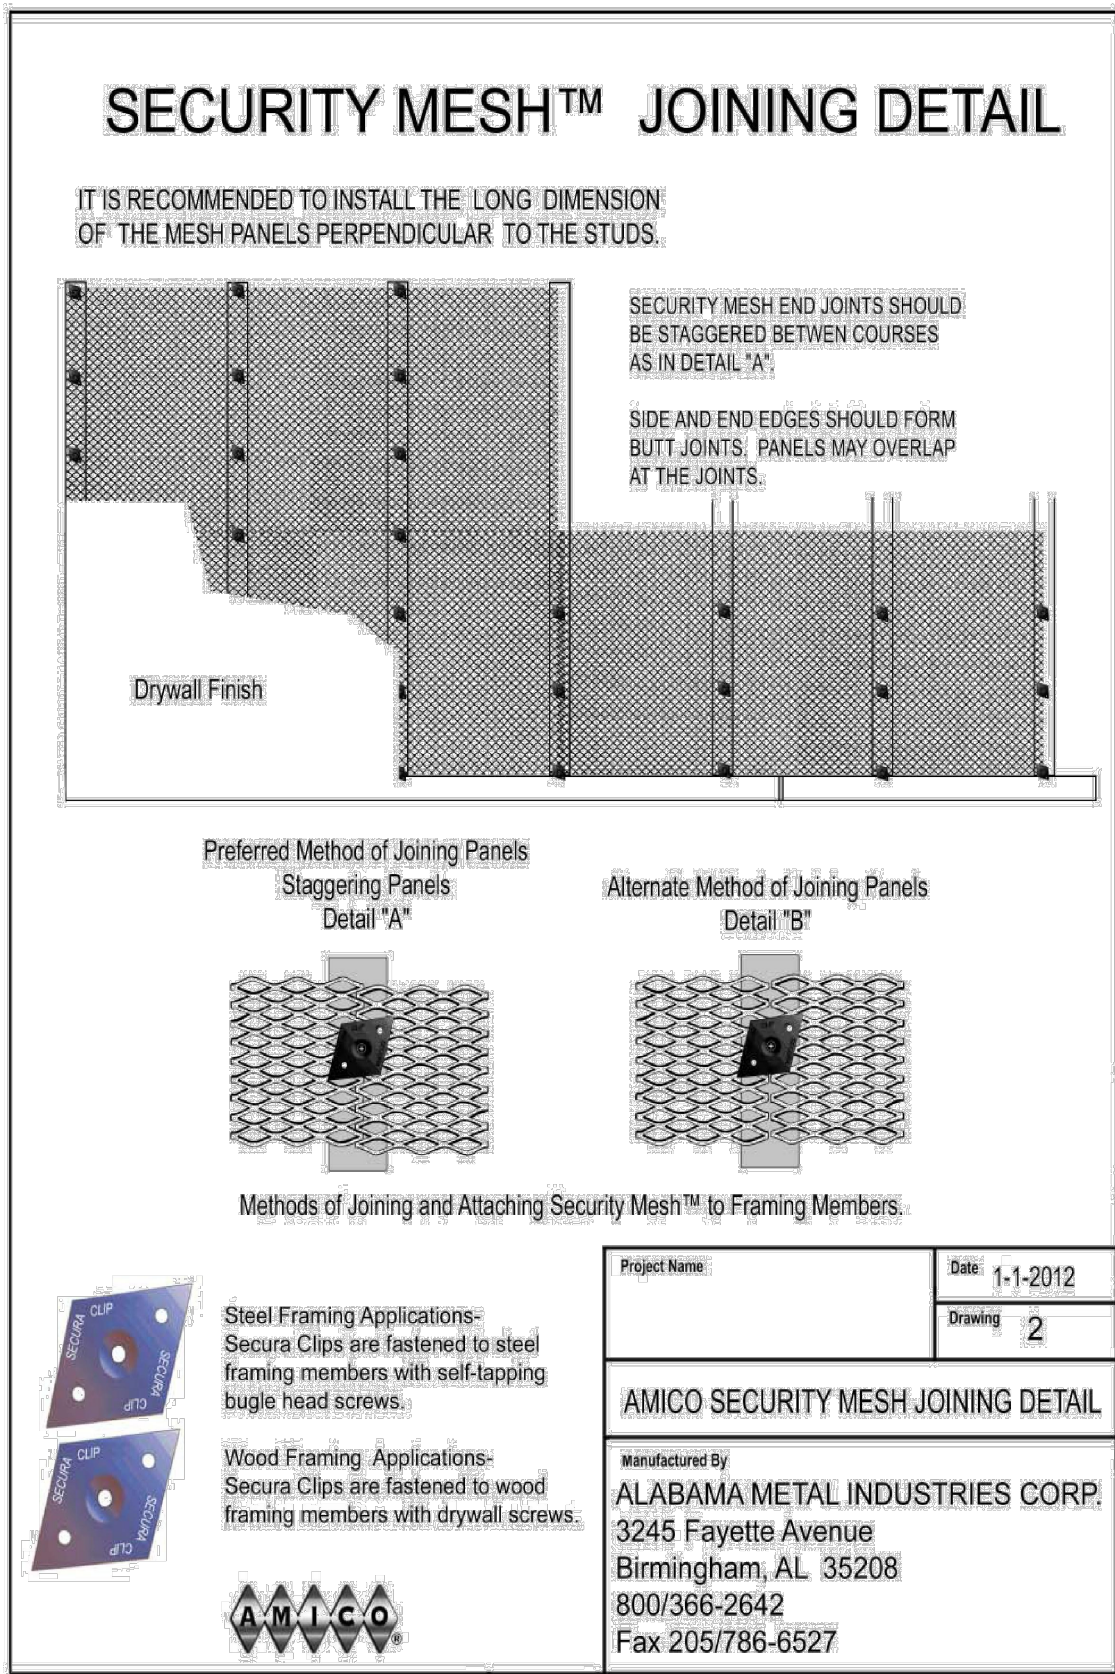 SECURITY MESH™ JOINING DETAIL
IT IS RECOMMENDED TO INSTALL THE LONG DIMENSION
OF THE MESH PANELS PERPENDICULAR TO THE STUDS.
SECURITY MESH END JOINTS SHOULD
BE STAGGERED BETWEN COURSES
AS IN DETAIL "A".
SIDE AND END EDGES SHOULD FORM
BUTT JOINTS. PANELS MAY OVERLAP
AT THE JOINTS.
Drywall Finish
Preferred Method of Joining Panels
Staggering Panels
Detail "A"
Alternate Method of Joining Panels
Detail "B"
Methods of Joining and Attaching Security Mesh™ to Framing Members.
SECURA CLIP
SECURA CLIP
SECURA CLIP
SECURA CLIP
Steel Framing Applications-
Secura Clips are fastened to steel
framing members with self-tapping
bugle head screws.
Wood Framing Applications-
Secura Clips are fastened to wood
framing members with drywall screws.
AMICO®
Project Name
Date 1-1-2012
Drawing 2
AMICO SECURITY MESH JOINING DETAIL
Manufactured By
ALABAMA METAL INDUSTRIES CORP.
3245 Fayette Avenue
Birmingham, AL 35208
800/366-2642
Fax 205/786-6527